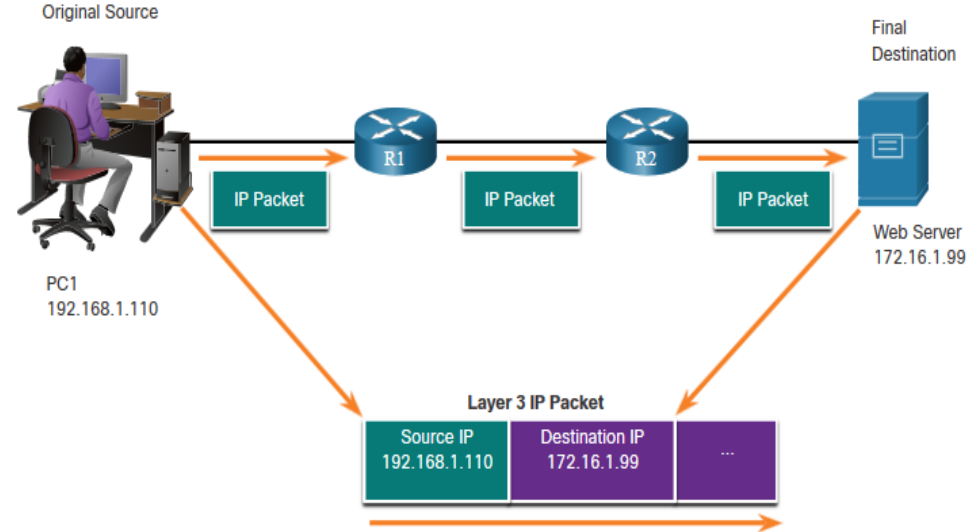 Original Source
Final
Destination
R1
R2
IP Packet
IP Packet
IP Packet
Web Server
172.16.1.99
PC1
192.168.1.110
Layer 3 IP Packet
Source IP
192.168.1.110
Destination IP
172.16.1.99
...